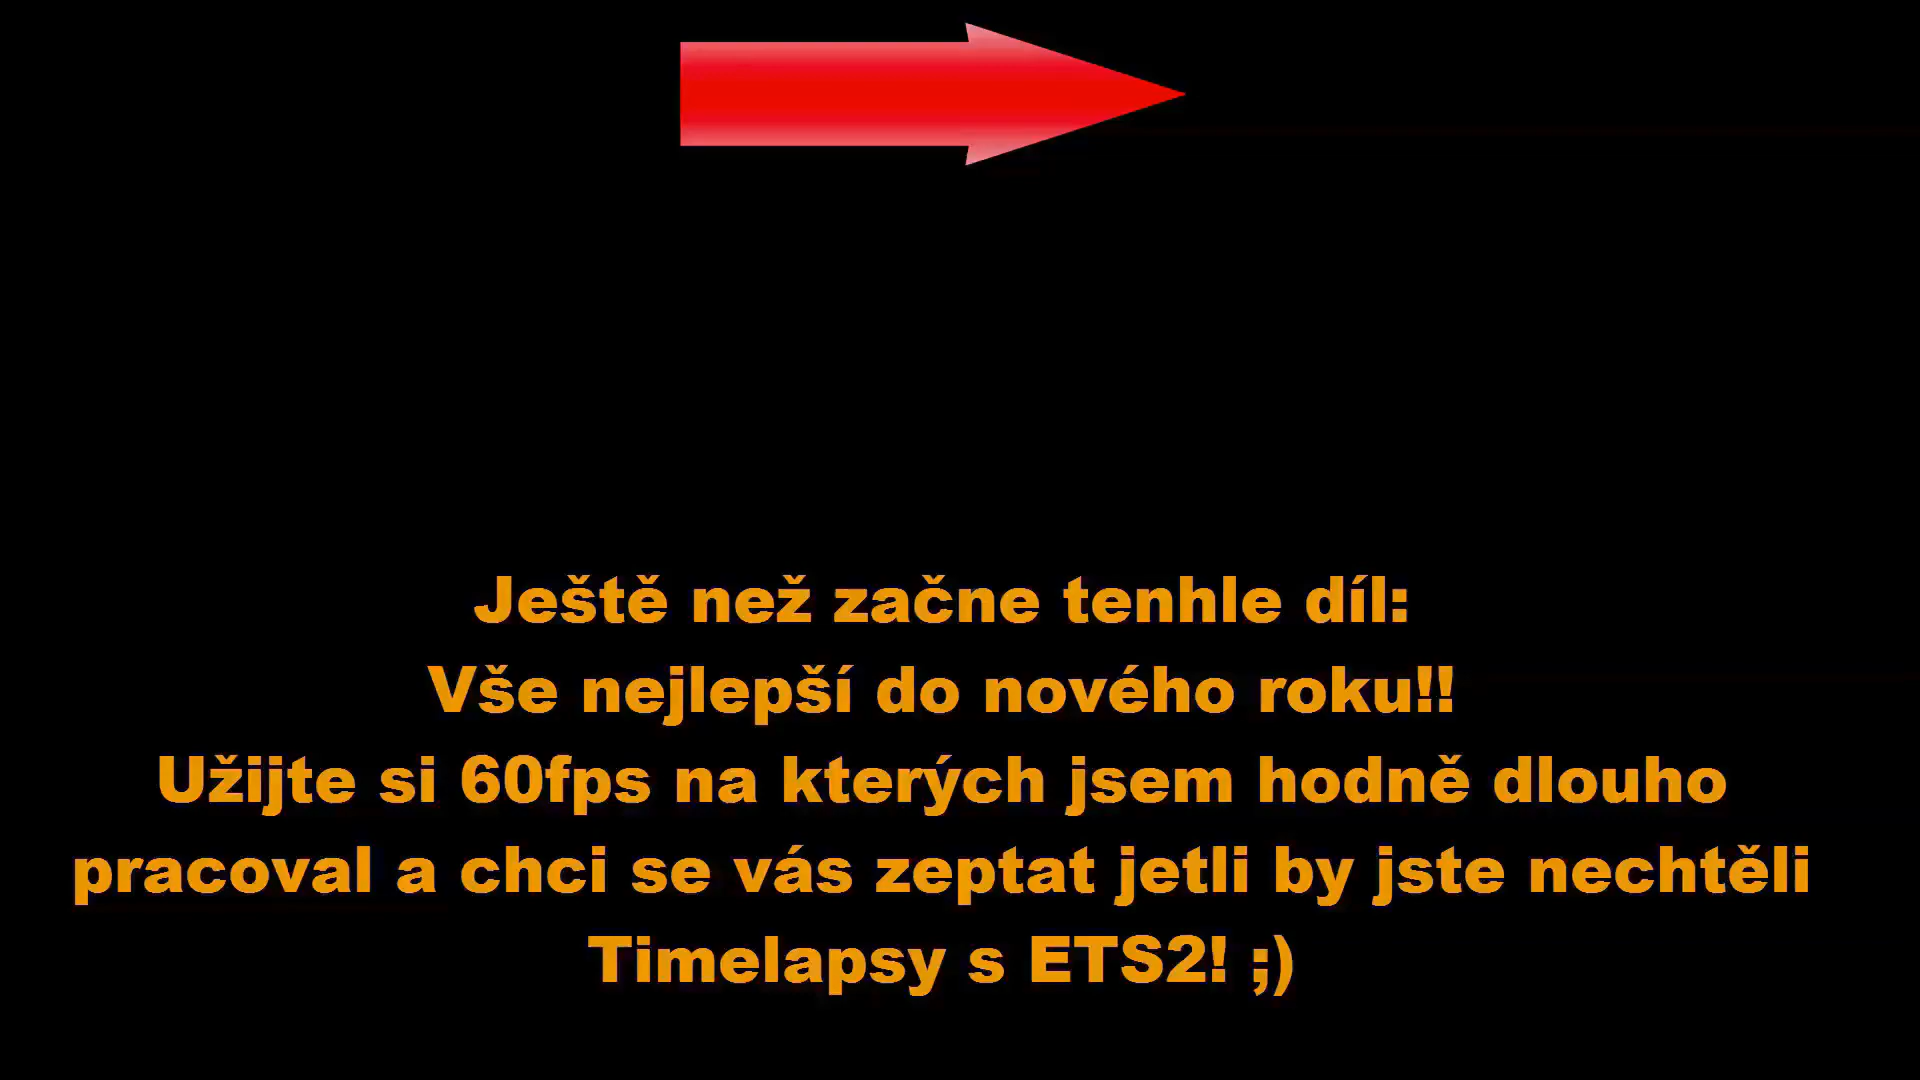 Ještě než začne tenhle díl:
Vše nejlepší do nového roku!!
Užijte si 60fps na kterých jsem hodně dlouho
pracoval a chci se vás zeptat jetli by jste nechtěli
Timelapsy s ETS2! ;)